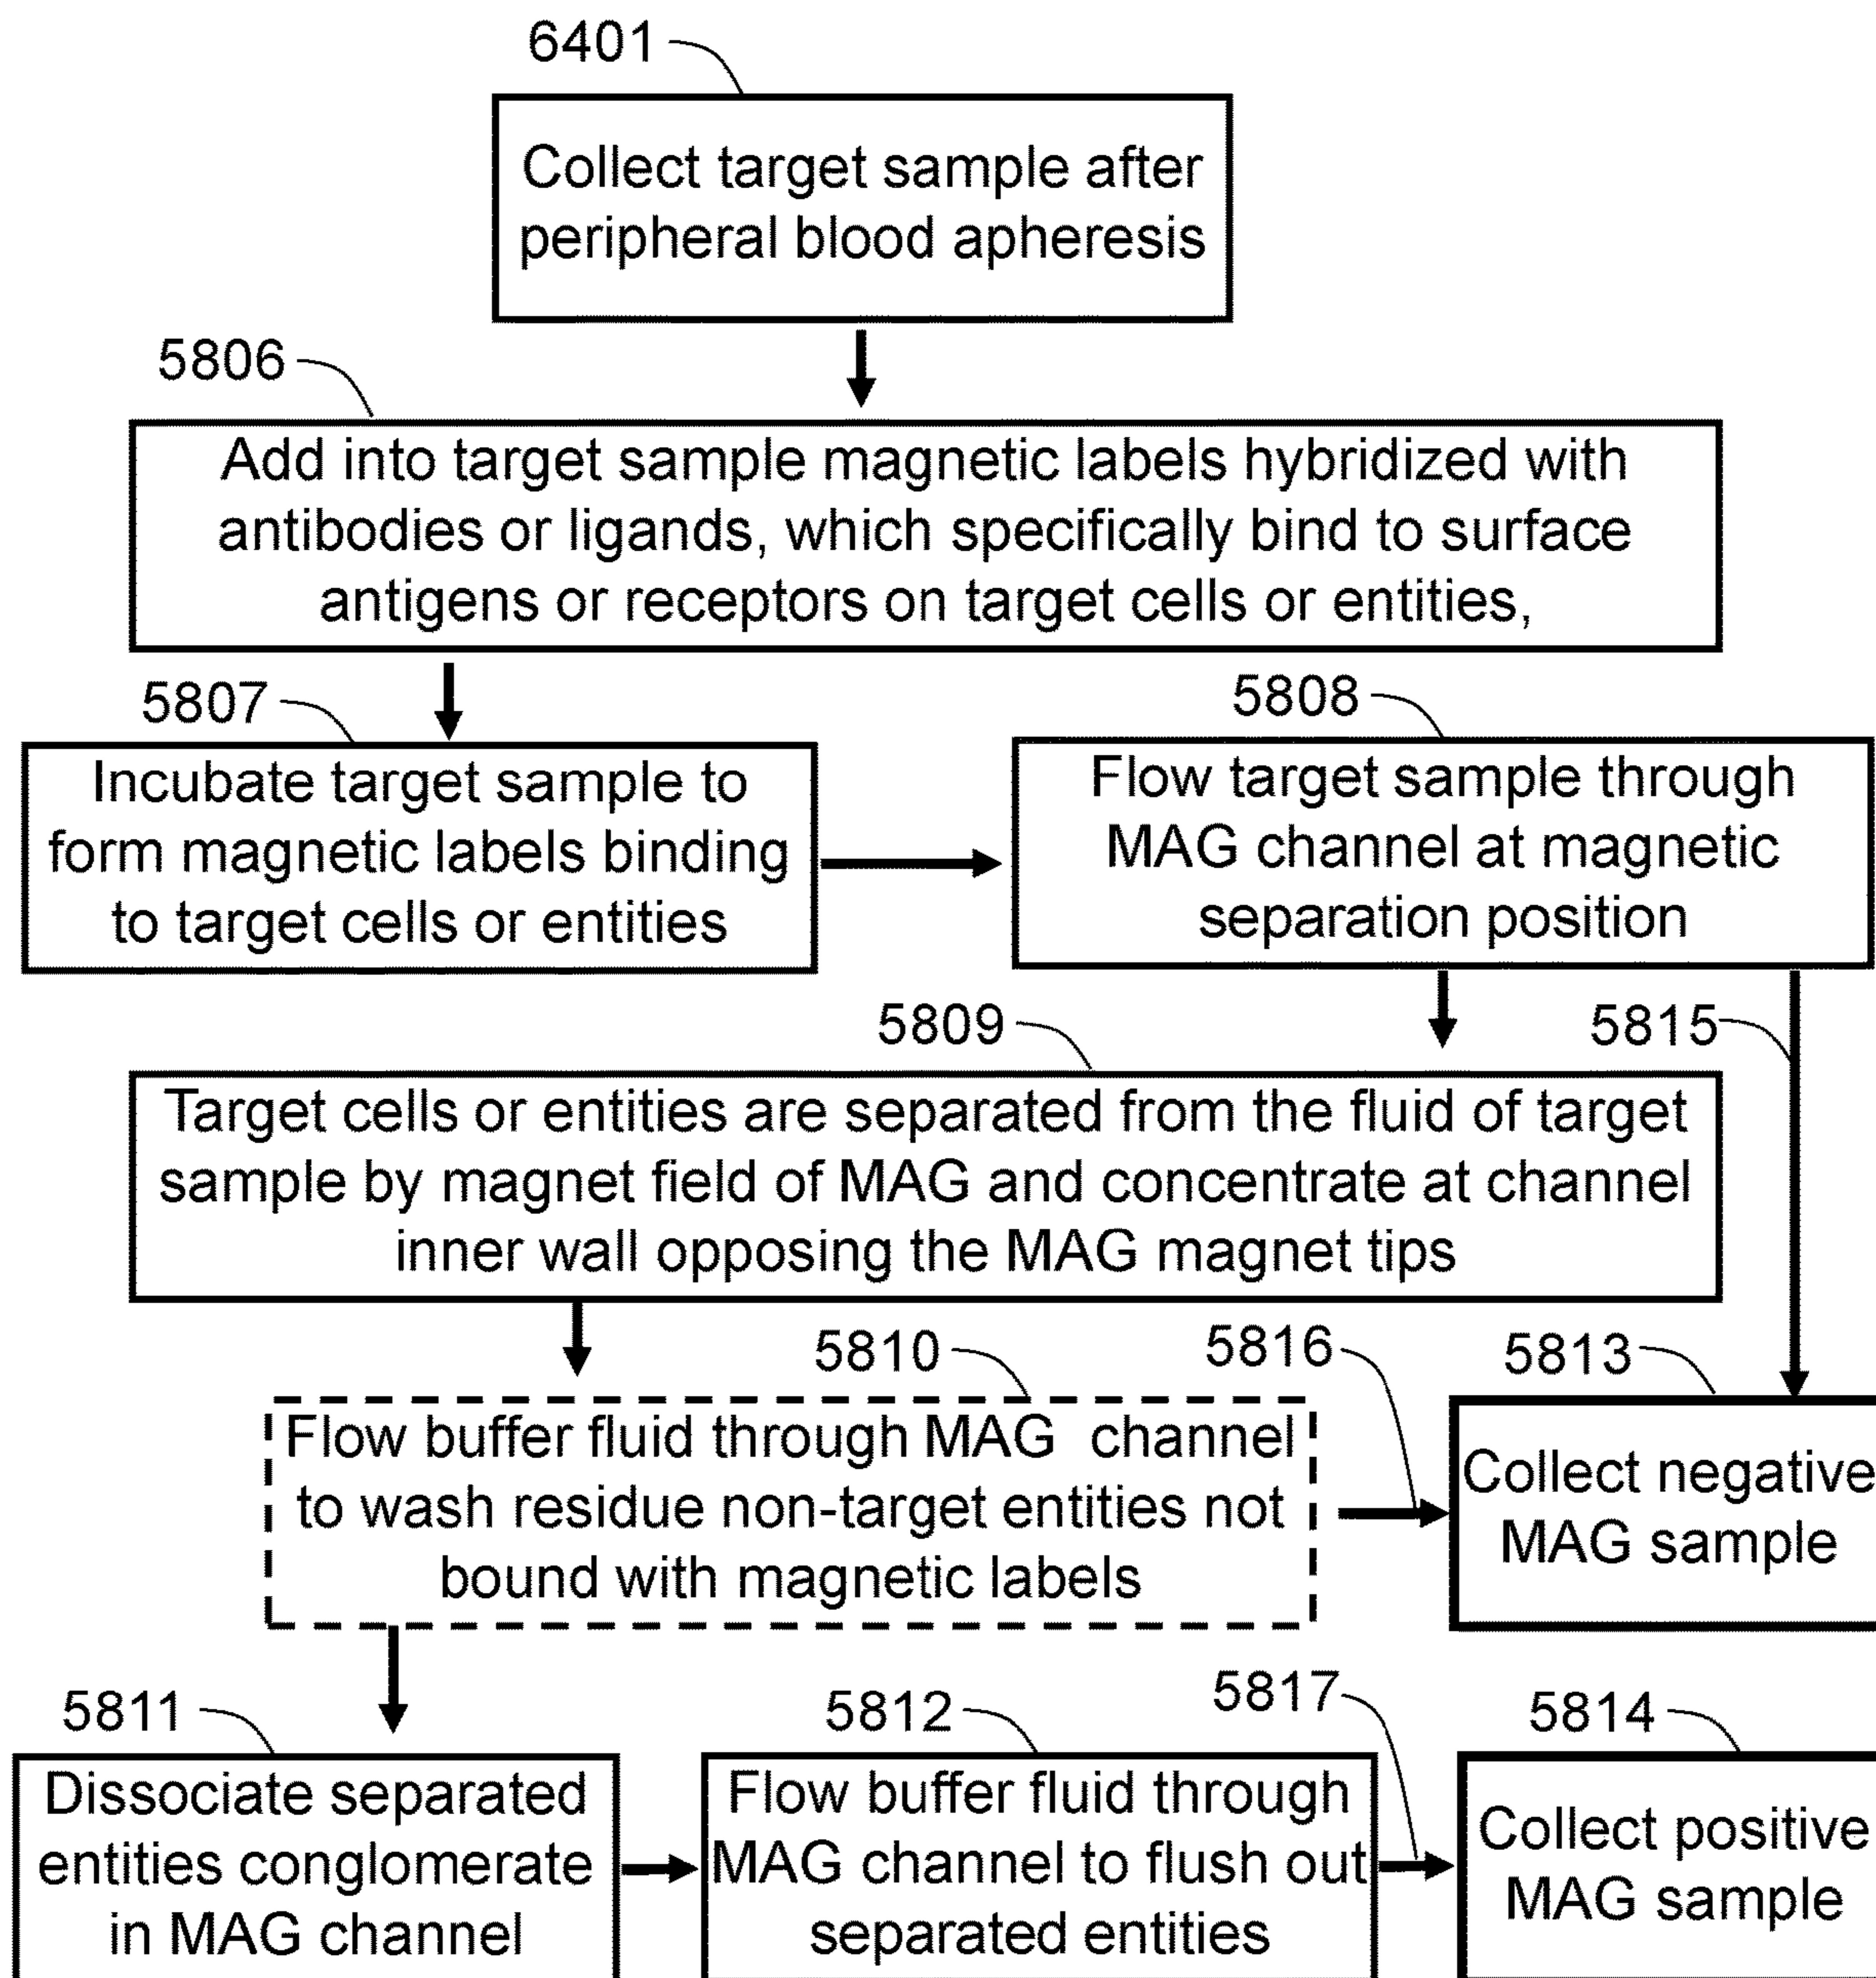 6401
Collect target sample after
peripheral blood apheresis
5806
Add into target sample magnetic labels hybridized with
antibodies or ligands, which specifically bind to surface
antigens or receptors on target cells or entities,
5807
Incubate target sample to
form magnetic labels binding
to target cells or entities
5808
Flow target sample through
MAG channel at magnetic
separation position
5809
5815
Target cells or entities are separated from the fluid of target
sample by magnet field of MAG and concentrate at channel
inner wall opposing the MAG magnet tips
5810
5816
5813
Flow buffer fluid through MAG channel
to wash residue non-target entities not
bound with magnetic labels
Collect negative
MAG sample
5811
5812
5817
5814
Dissociate separated
entities conglomerate
in MAG channel
Flow buffer fluid through
MAG channel to flush out
separated entities
Collect positive
MAG sample